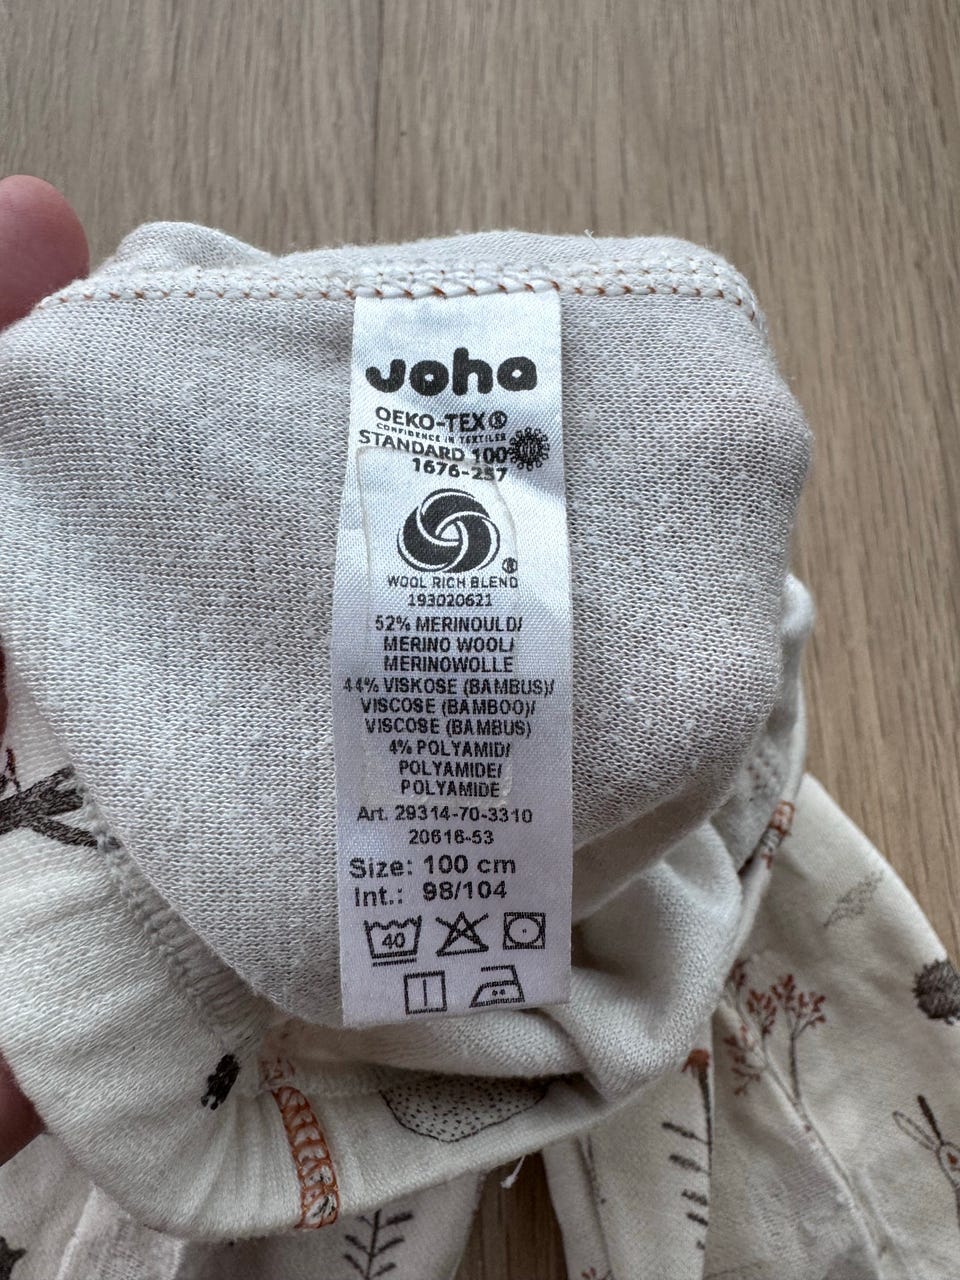 Joha
OEKO-TEX®
CONFIDENCE IN TEXTILES
STANDARD 100
1676-257
®
WOOL RICH BLEND
193020621
52% MERINOULD/
MERINO WOOL/
MERINOWOLLE
44% VISKOSE (BAMBUS)/
VISCOSE (BAMBOO)/
VISCOSE (BAMBUS)
4% POLYAMID/
POLYAMIDE/
POLYAMIDE
Art. 29314-70-3310
20616-53
Size: 100 cm
Int.: 98/104
40